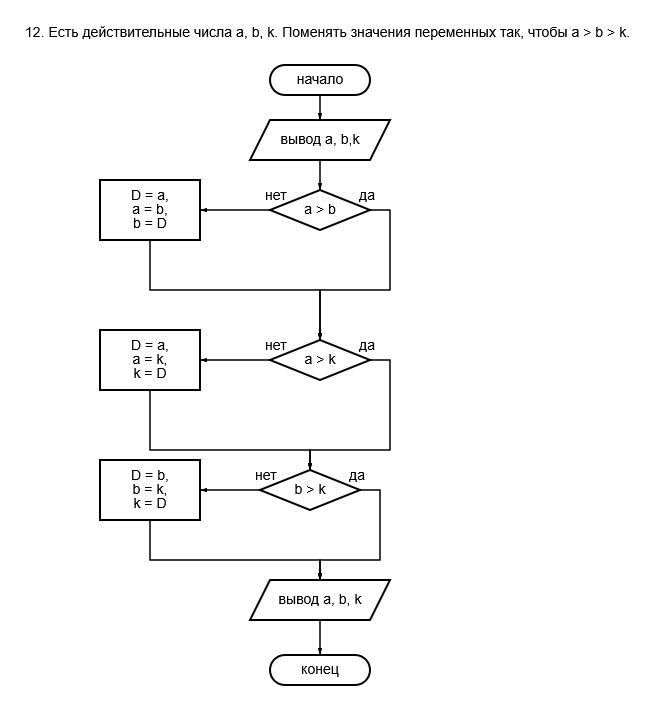 12. Есть действительные числа a, b, k. Поменять значения переменных так, чтобы a > b > k.
начало
вывод a, b,k
нет
да
a > b
D = a,
a = b,
b = D
нет
да
a > k
D = a,
a = k,
k = D
нет
да
b > k
D = b,
b = k,
k = D
вывод a, b, k
конец